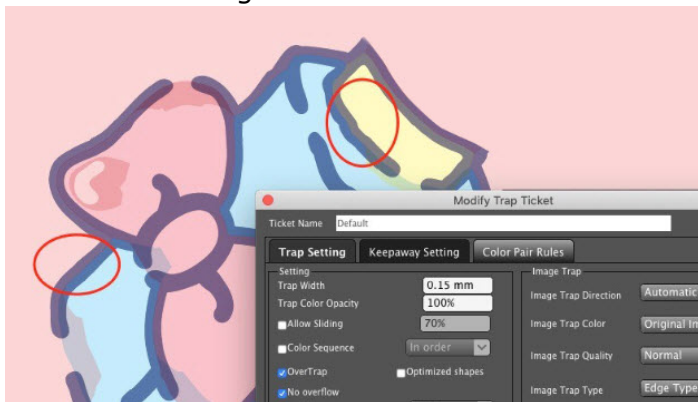 Modify Trap Ticket
Ticket Name Default
Trap Setting Keepaway Setting Color Pair Rules
Setting
Trap Width 0.15 mm
Trap Color Opacity 100%
Allow Sliding 70%
Color Sequence In order
OverTrap Optimized shapes
No overflow
Image Trap
Image Trap Direction Automatic
Image Trap Color Original Im
Image Trap Quality Normal
Image Trap Type Edge Type